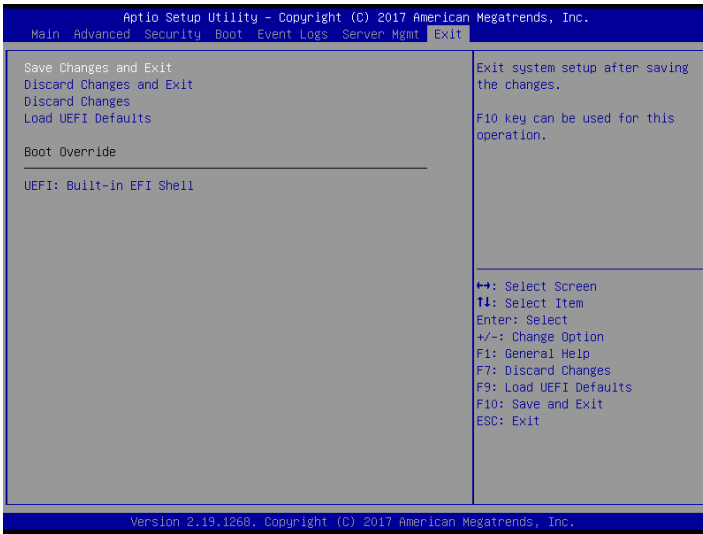 Aptio Setup Utility – Copyright (C) 2017 American Megatrends, Inc.
Main Advanced Security Boot Event Logs Server Mgmt Exit
Save Changes and Exit
Discard Changes and Exit
Discard Changes
Load UEFI Defaults
Boot Override
UEFI: Built-in EFI Shell
Exit system setup after saving
the changes.
F10 key can be used for this
operation.
↔: Select Screen
↑↓: Select Item
Enter: Select
+/-: Change Option
F1: General Help
F7: Discard Changes
F9: Load UEFI Defaults
F10: Save and Exit
ESC: Exit
Version 2.19.1268. Copyright (C) 2017 American Megatrends, Inc.